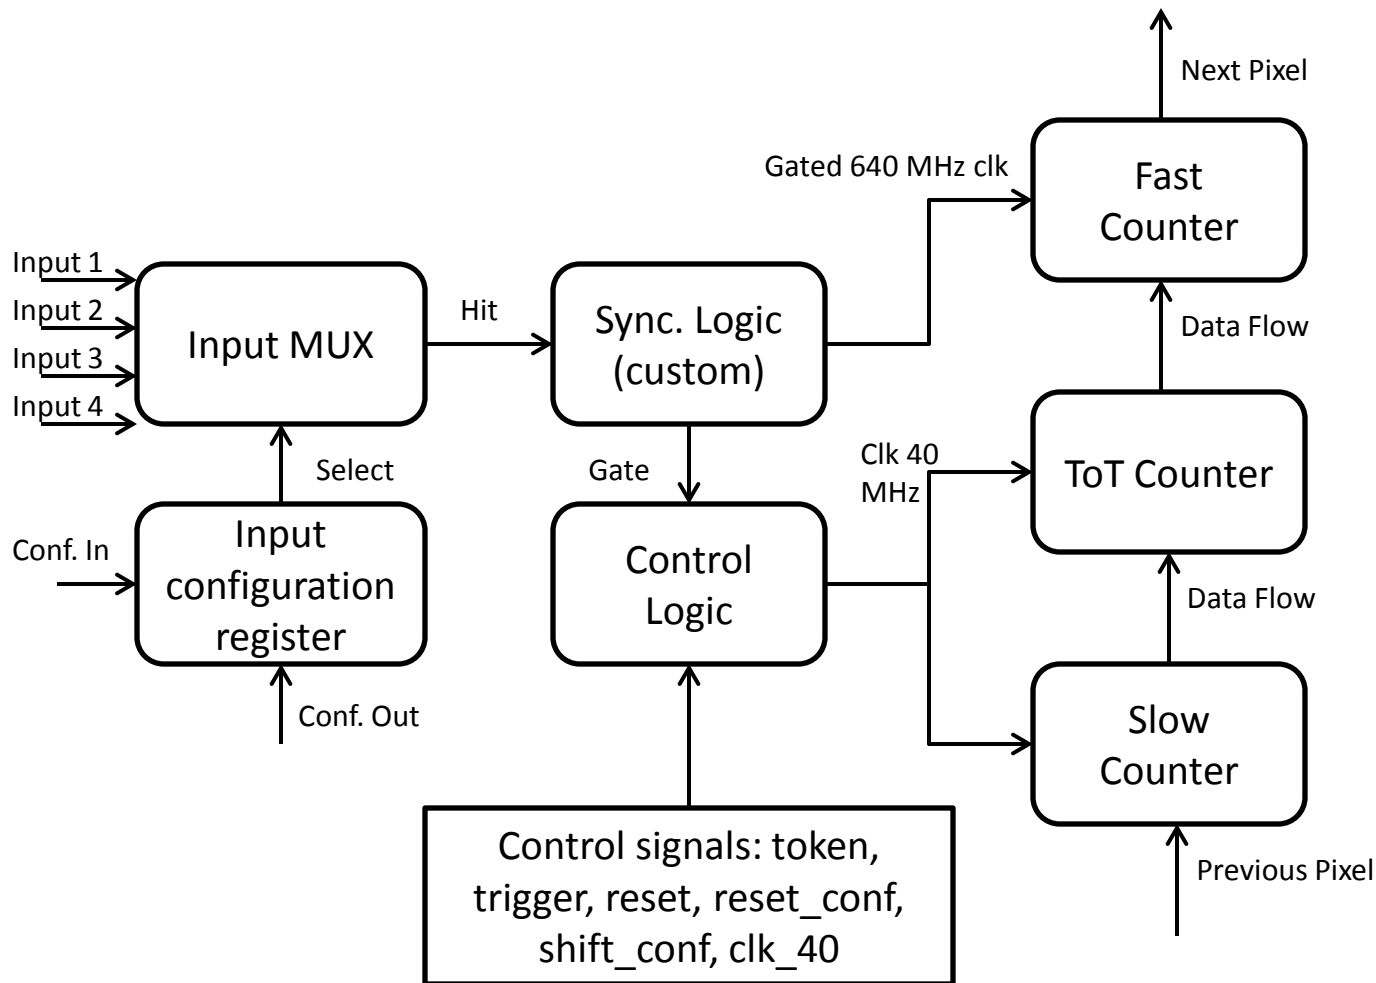 Next Pixel
Gated 640 MHz clk
Fast
Counter
Input 1
Input 2
Input 3
Input 4
Input MUX
Hit
Sync. Logic
(custom)
Data Flow
Select
Gate
Clk 40
MHz
ToT Counter
Conf. In
Input
configuration
register
Control
Logic
Data Flow
Conf. Out
Slow
Counter
Control signals: token,
trigger, reset, reset_conf,
shift_conf, clk_40
Previous Pixel